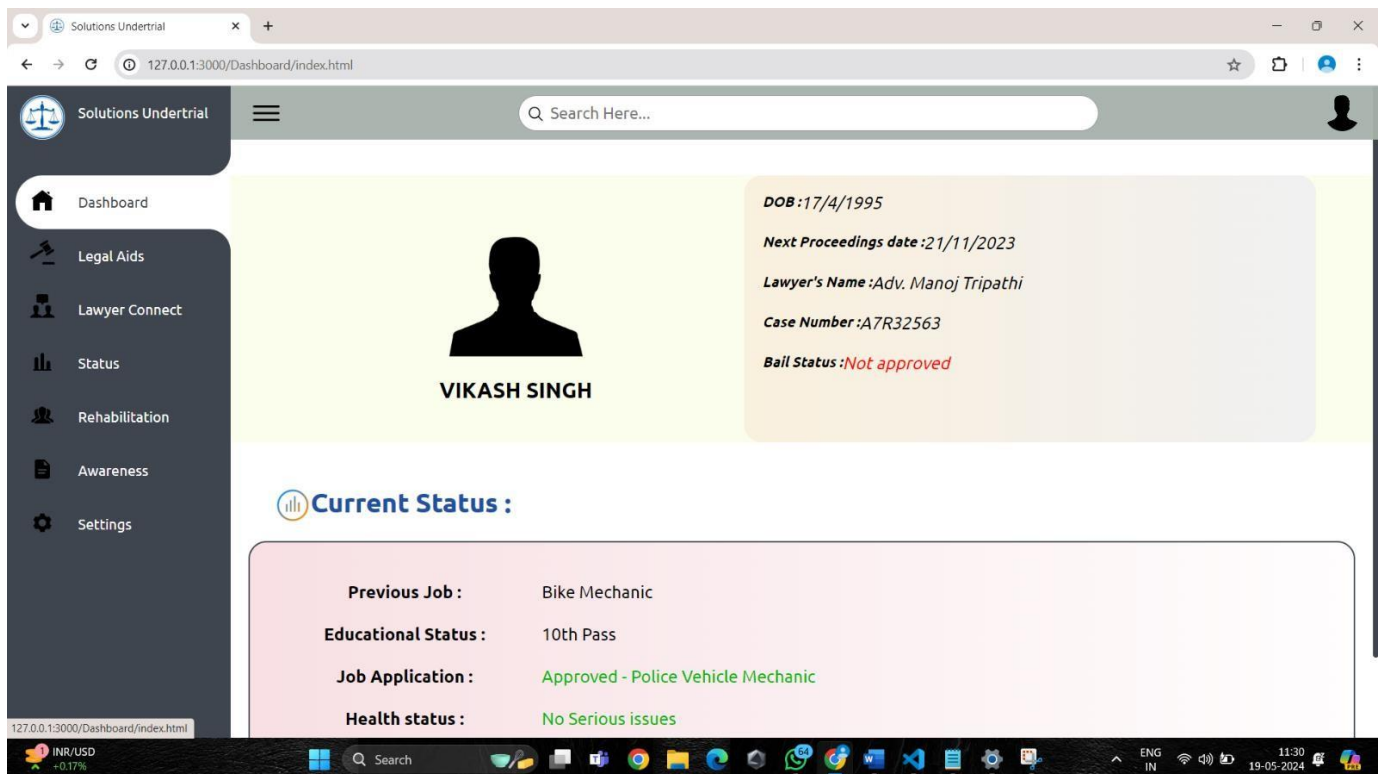 Solutions Undertrial
127.0.0.1:3000/Dashboard/index.html
Solutions Undertrial
Search Here...
Dashboard
Legal Aids
Lawyer Connect
Status
Rehabilitation
Awareness
Settings
VIKASH SINGH
DOB :17/4/1995
Next Proceedings date :21/11/2023
Lawyer's Name :Adv. Manoj Tripathi
Case Number :A7R32563
Bail Status :Not approved
Current Status :
Previous Job : Bike Mechanic
Educational Status : 10th Pass
Job Application : Approved - Police Vehicle Mechanic
Health status : No Serious issues
127.0.0.1:3000/Dashboard/index.html
1 INR/USD
+0.17%
Search
64
ENG
IN
11:30
19-05-2024
PRE